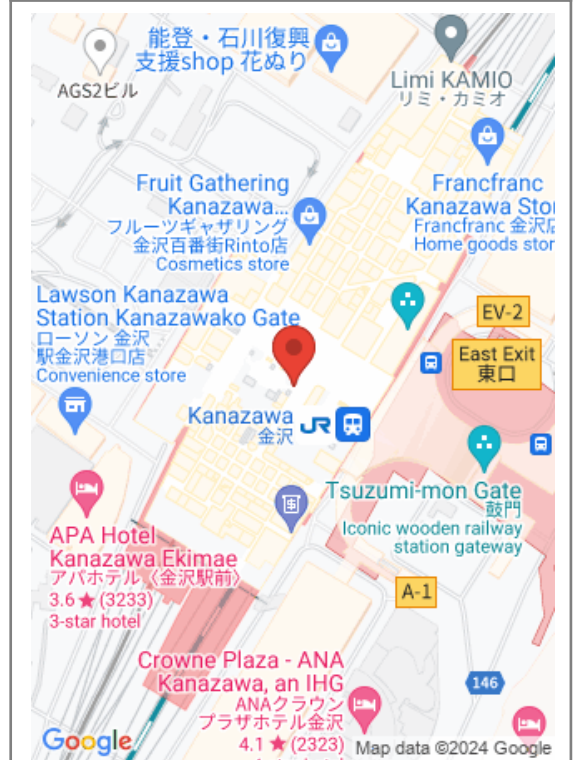 能登・石川復興
支援shop 花ぬり
AGS2ビル
Limi KAMIO
リミ・カミオ
Fruit Gathering
Kanazawa...
フルーツギャザリング
金沢百番街Rinto店
Cosmetics store
Francfranc
Kanazawa Sto
Francfranc 金沢店
Home goods stor
Lawson Kanazawa
Station Kanazawako Gate
ローソン 金沢
駅金沢港口店
Convenience store
EV-2
East Exit
東口
Kanazawa
金沢
JR
Tsuzumi-mon Gate
鼓門
Iconic wooden railway
station gateway
APA Hotel
Kanazawa Ekimae
アパホテル〈金沢駅前〉
3.6★(3233)
3-star hotel
A-1
Crowne Plaza - ANA
Kanazawa, an IHG
ANAクラウン
プラザホテル金沢
4.1★(2323)
146
Google
Map data ©2024 Google